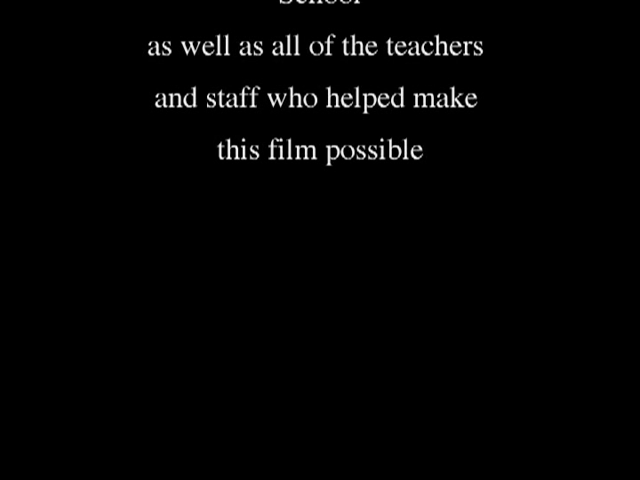 School
as well as all of the teachers
and staff who helped make
this film possible